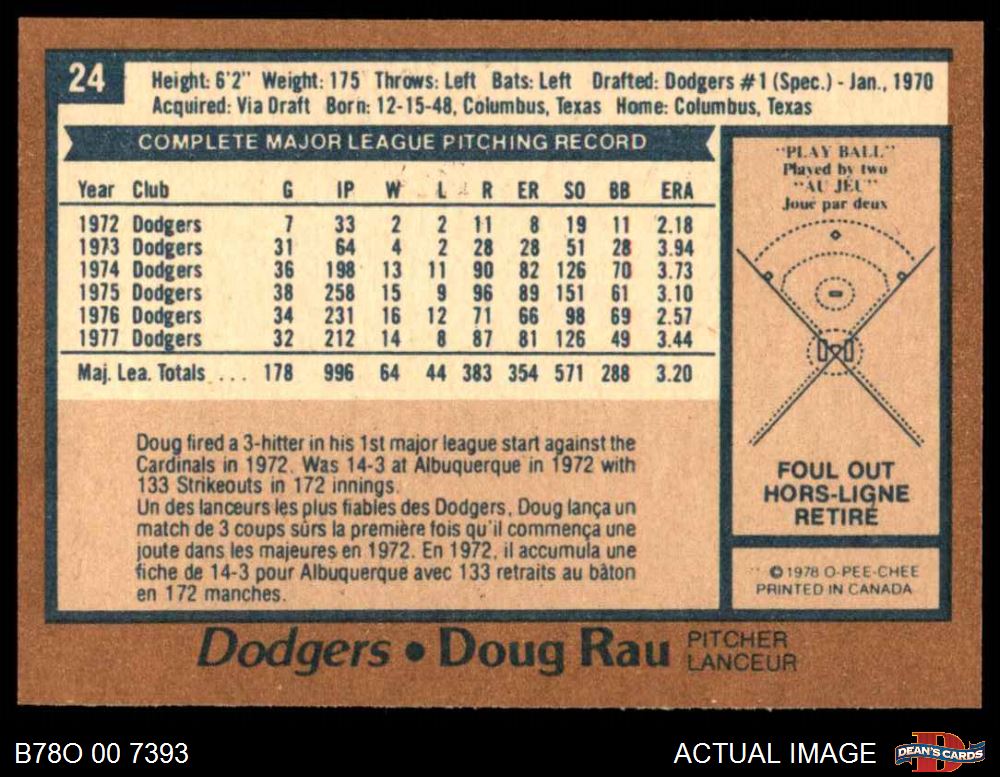 24
Height: 6'2" Weight: 175 Throws: Left Bats: Left Drafted: Dodgers #1 (Spec.) - Jan., 1970
Acquired: Via Draft Born: 12-15-48, Columbus, Texas Home: Columbus, Texas
COMPLETE MAJOR LEAGUE PITCHING RECORD
Year Club G IP W L R ER SO BB ERA
1972 Dodgers 7 33 2 2 11 8 19 11 2.18
1973 Dodgers 31 64 4 2 28 28 51 28 3.94
1974 Dodgers 36 198 13 11 90 82 126 70 3.73
1975 Dodgers 38 258 15 9 96 89 151 61 3.10
1976 Dodgers 34 231 16 12 71 66 98 69 2.57
1977 Dodgers 32 212 14 8 87 81 126 49 3.44
Maj. Lea. Totals .... 178 996 64 44 383 354 571 288 3.20
Doug fired a 3-hitter in his 1st major league start against the
Cardinals in 1972. Was 14-3 at Albuquerque in 1972 with
133 Strikeouts in 172 innings.
Un des lanceurs les plus fiables des Dodgers, Doug lança un
match de 3 coups sûrs la première fois qu'il commença une
joute dans les majeures en 1972. En 1972, il accumula une
fiche de 14-3 pour Albuquerque avec 133 retraits au bâton
en 172 manches.
"PLAY BALL"
Played by two
"AU JEU"
Joué par deux
FOUL OUT
HORS-LIGNE
RETIRÉ
© 1978 O-PEE-CHEE
PRINTED IN CANADA
Dodgers • Doug Rau PITCHER
LANCEUR
B78O 00 7393
ACTUAL IMAGE
DEAN'S CARDS